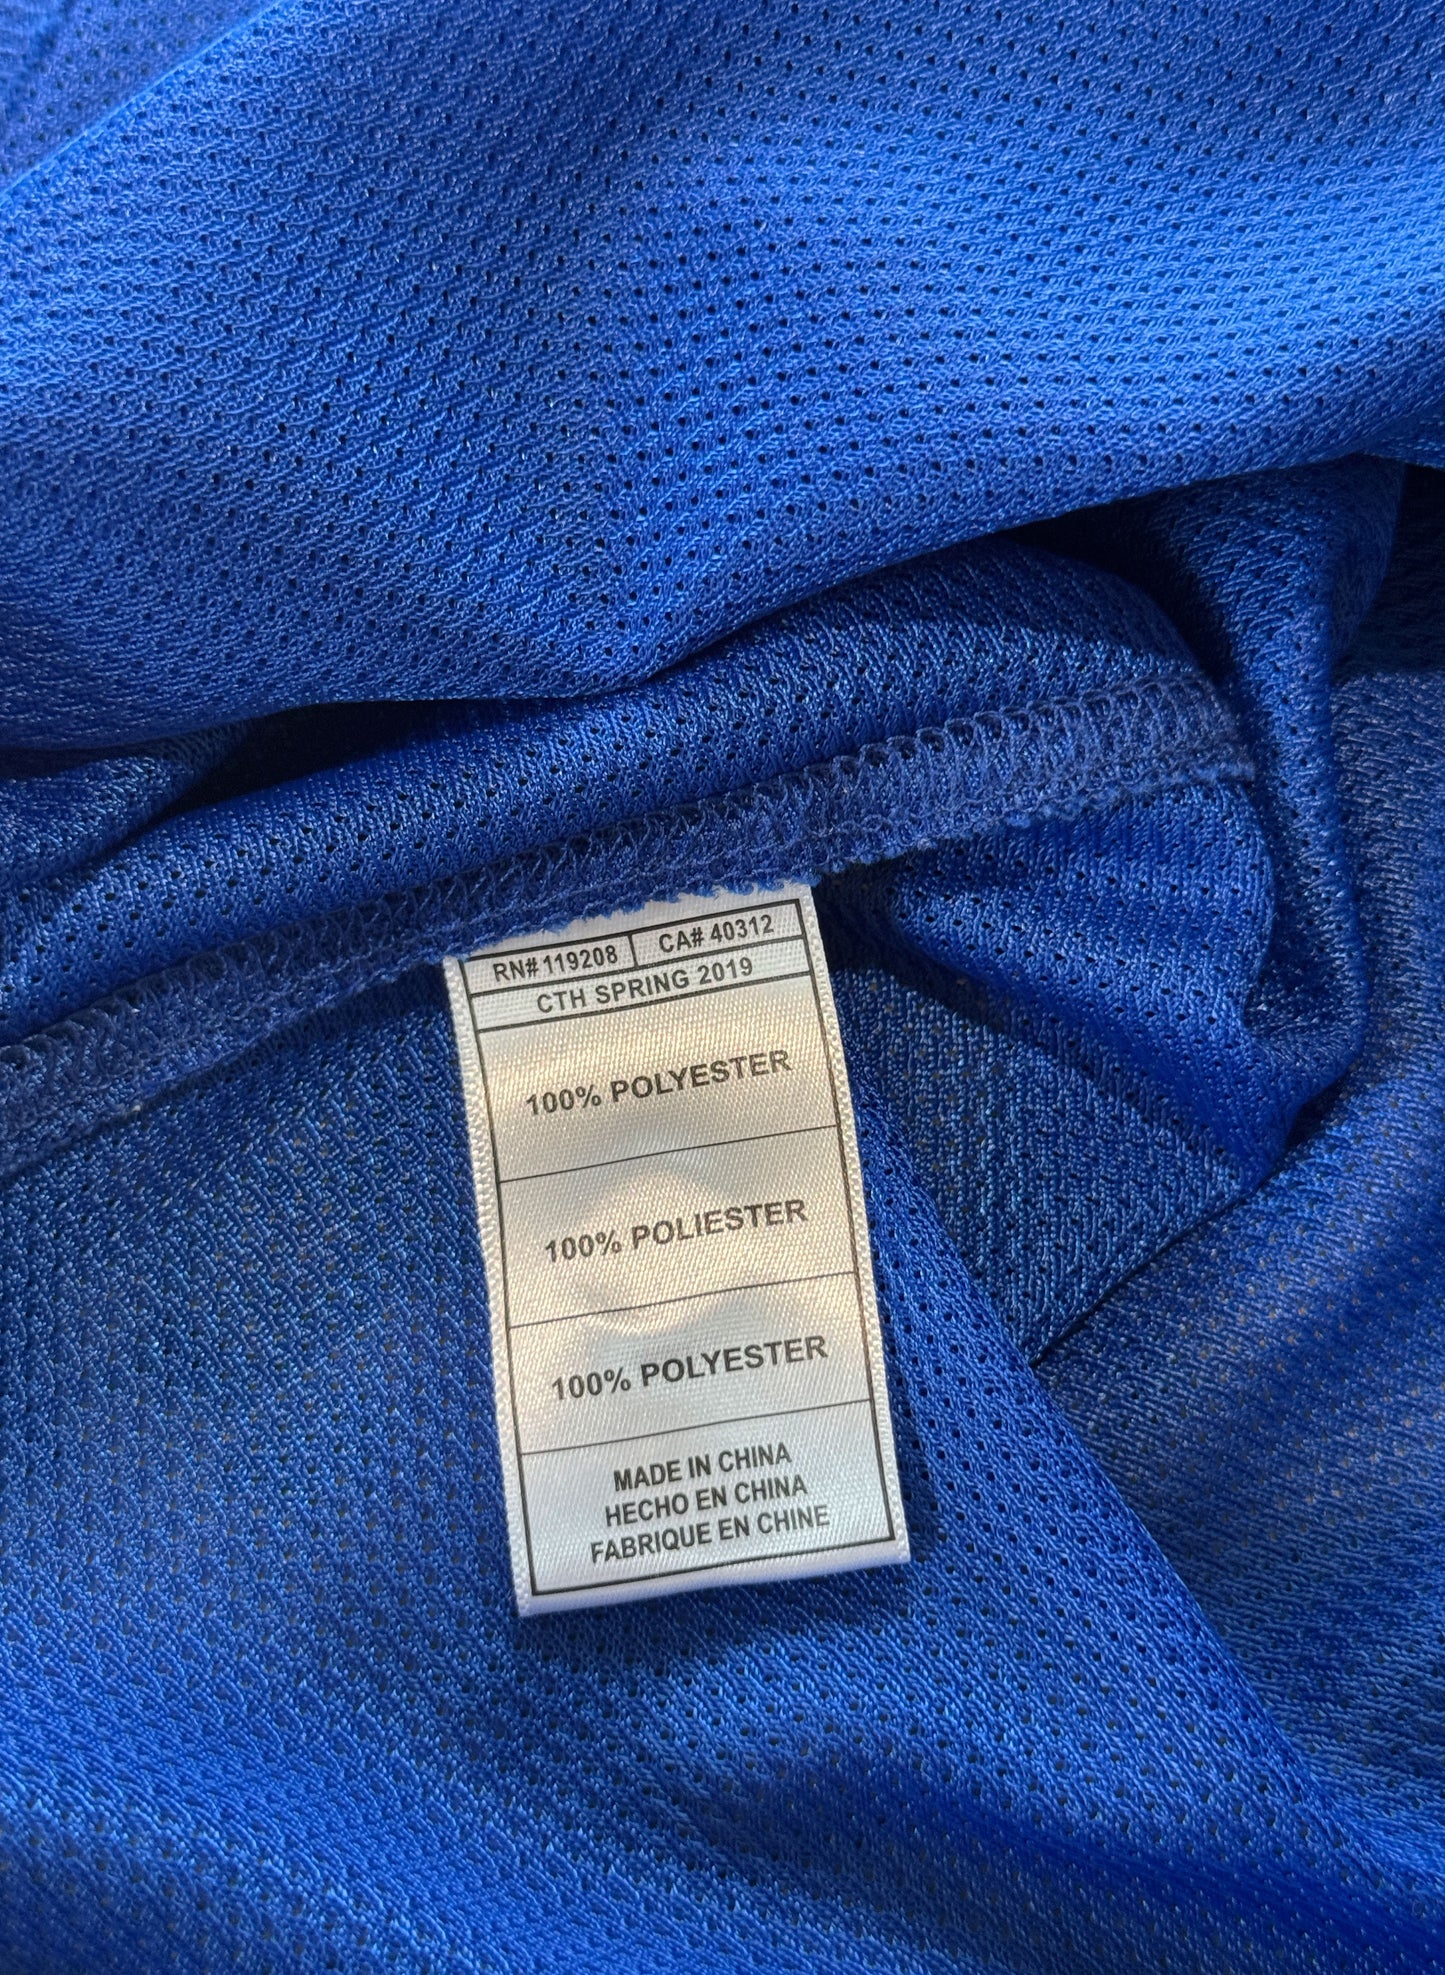 RN# 119208 CA# 40312
CTH SPRING 2019
100% POLYESTER
100% POLIESTER
100% POLYESTER
MADE IN CHINA
HECHO EN CHINA
FABRIQUE EN CHINE